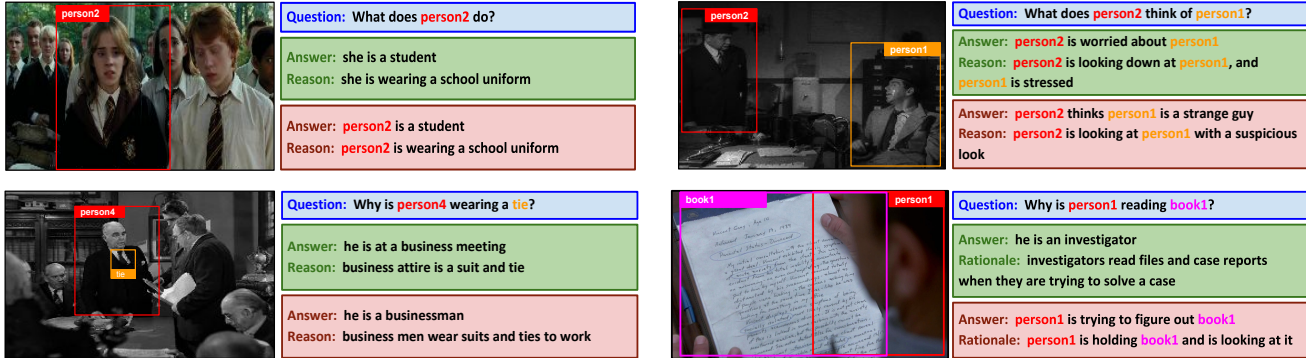 person2
Question: What does person2 do?
Answer: she is a student
Reason: she is wearing a school uniform
Answer: person2 is a student
Reason: person2 is wearing a school uniform
person2
person1
Question: What does person2 think of person1?
Answer: person2 is worried about person1
Reason: person2 is looking down at person1, and
person1 is stressed
Answer: person2 thinks person1 is a strange guy
Reason: person2 is looking at person1 with a suspicious
look
person4
tie
Question: Why is person4 wearing a tie?
Answer: he is at a business meeting
Reason: business attire is a suit and tie
Answer: he is a businessman
Reason: business men wear suits and ties to work
book1
person1
Question: Why is person1 reading book1?
Answer: he is an investigator
Rationale: investigators read files and case reports
when they are trying to solve a case
Answer: person1 is trying to figure out book1
Rationale: person1 is holding book1 and is looking at it